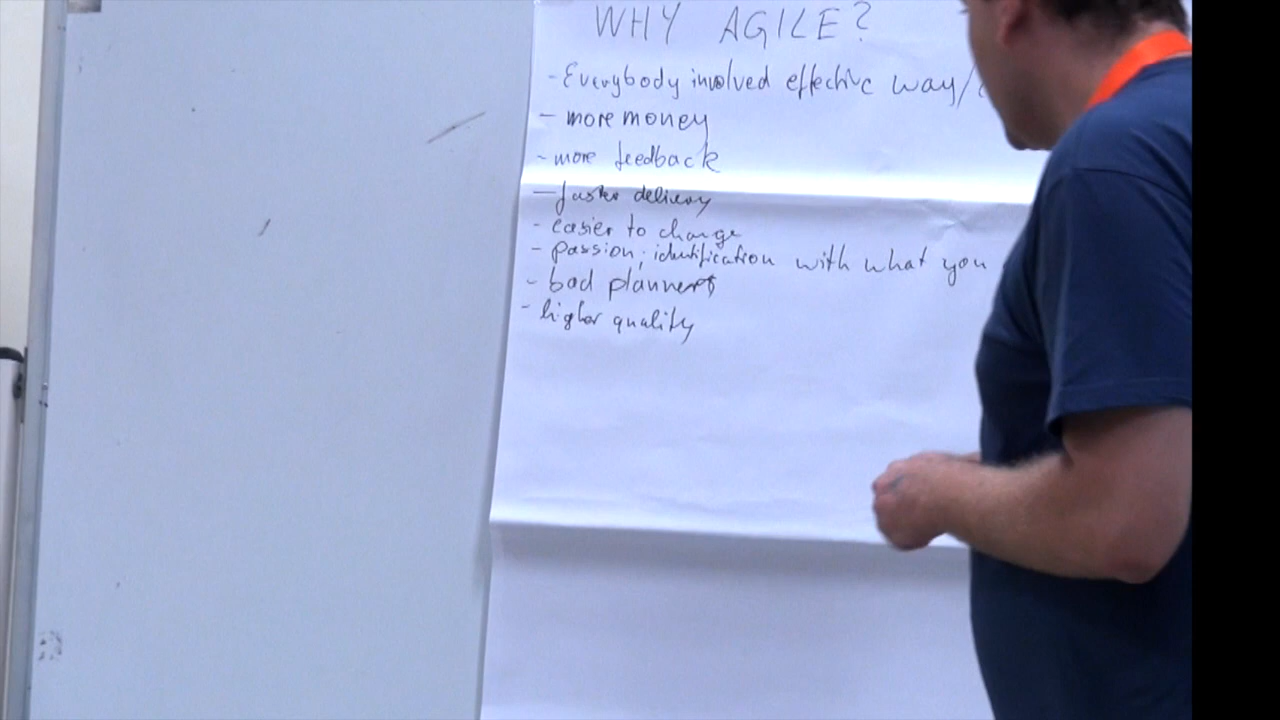 WHY AGILE?
- Everybody involved effective way/
- more money
- more feedback
- faster delivery
- easier to change
- passion; identification with what you
- bad planners
- higher quality